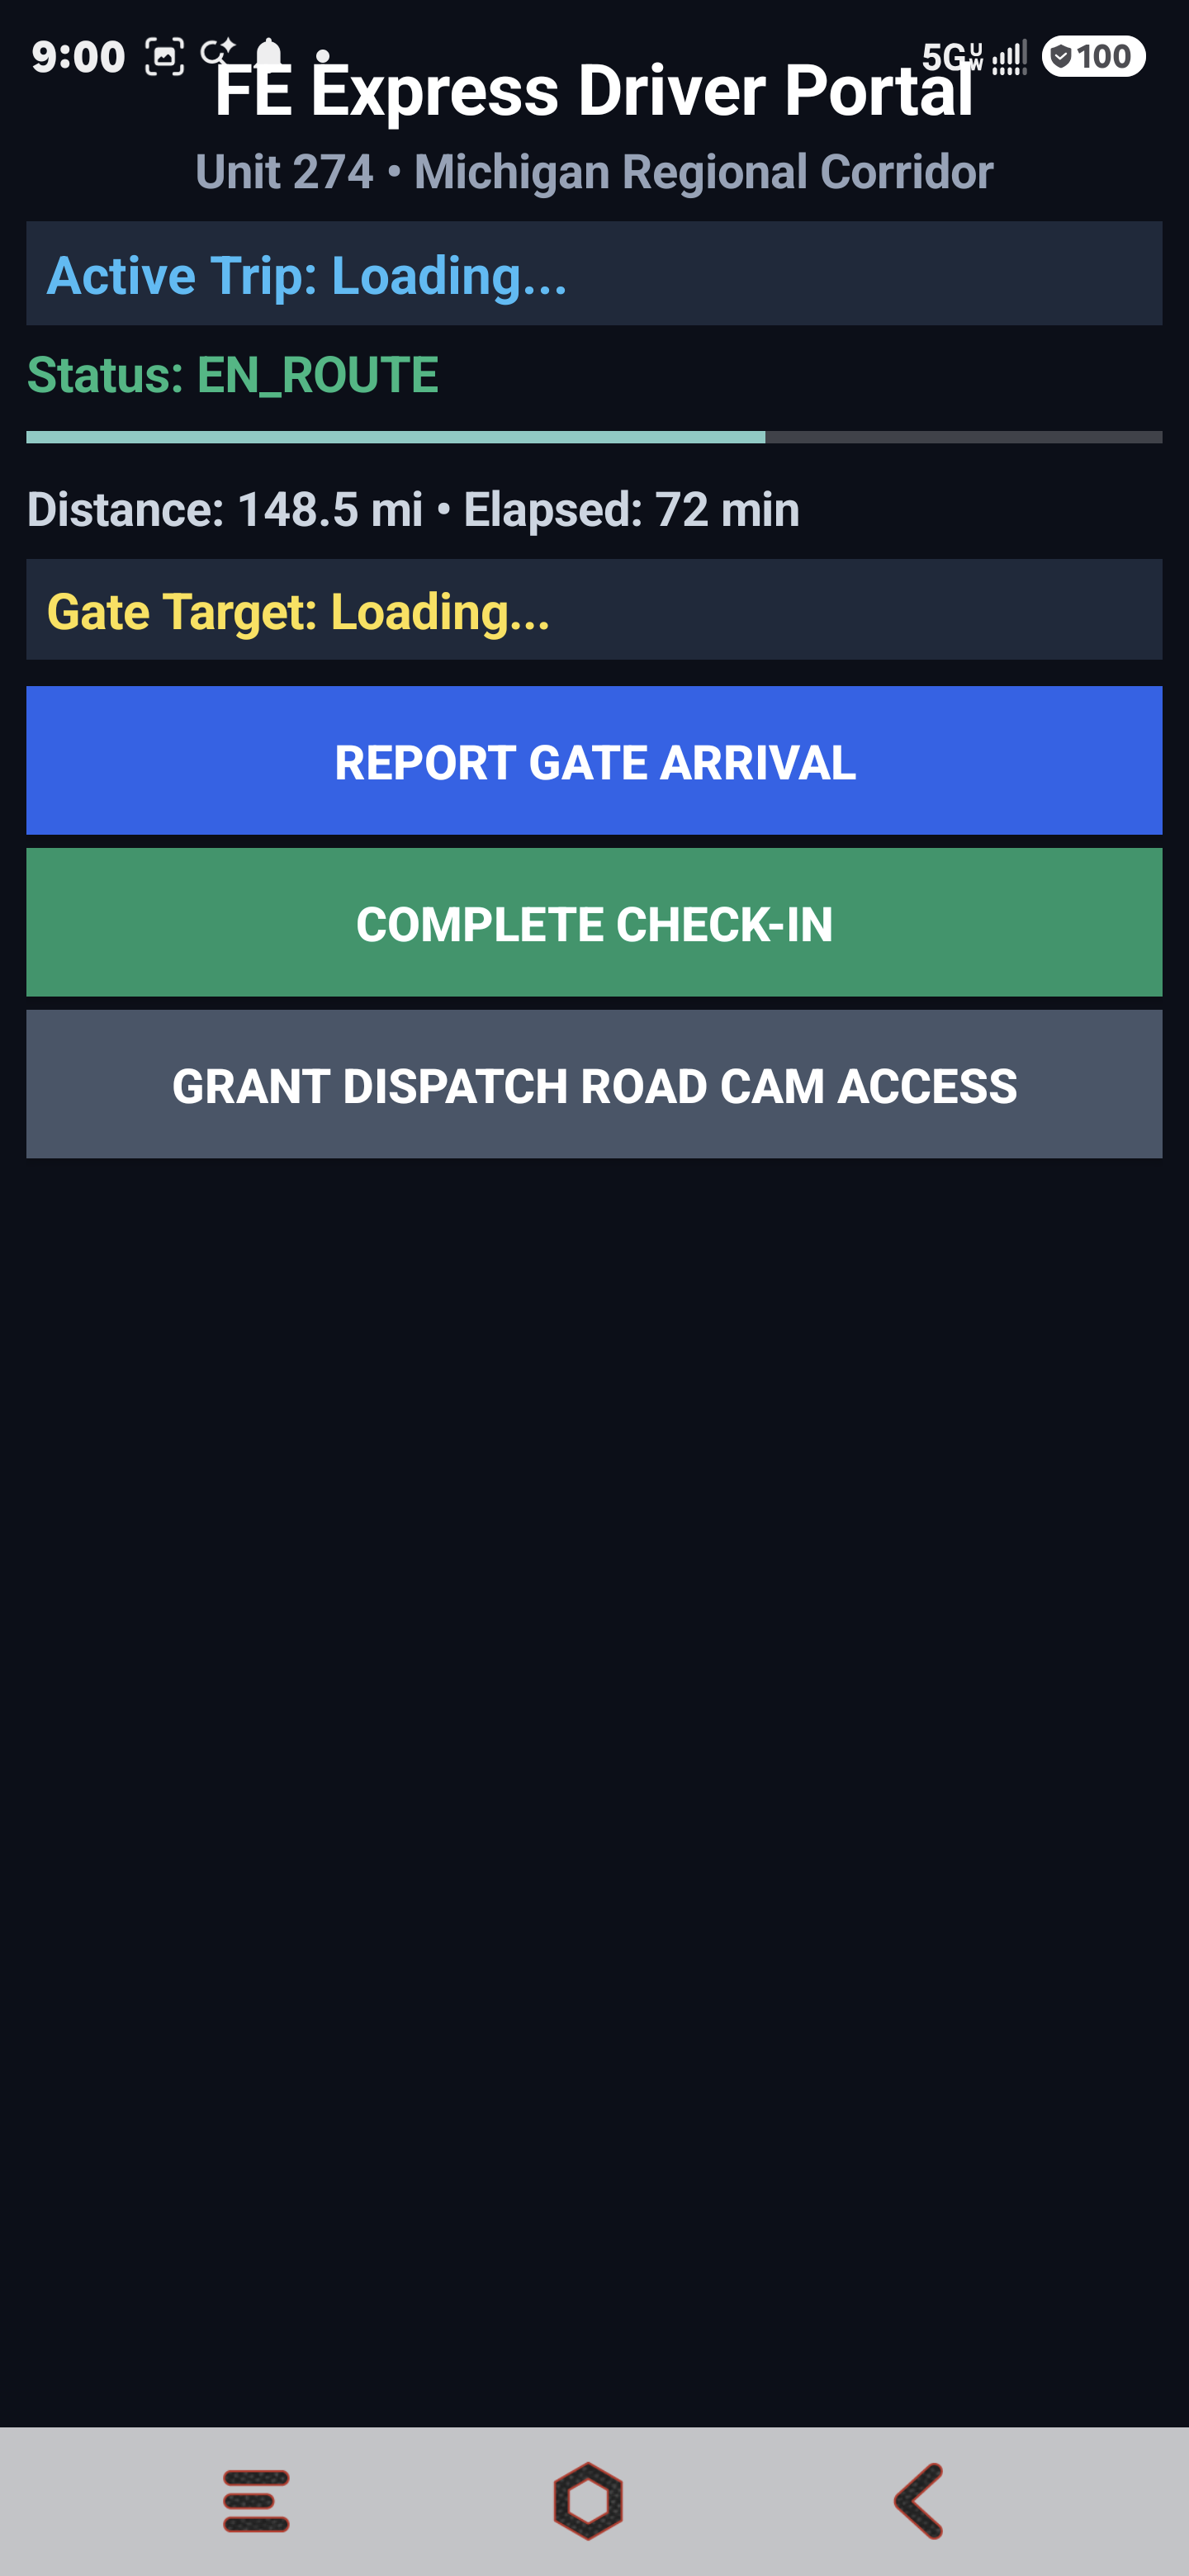 9:00 5G UW 100
FE Express Driver Portal
Unit 274 • Michigan Regional Corridor
Active Trip: Loading...
Status: EN_ROUTE
Distance: 148.5 mi • Elapsed: 72 min
Gate Target: Loading...
REPORT GATE ARRIVAL
COMPLETE CHECK-IN
GRANT DISPATCH ROAD CAM ACCESS